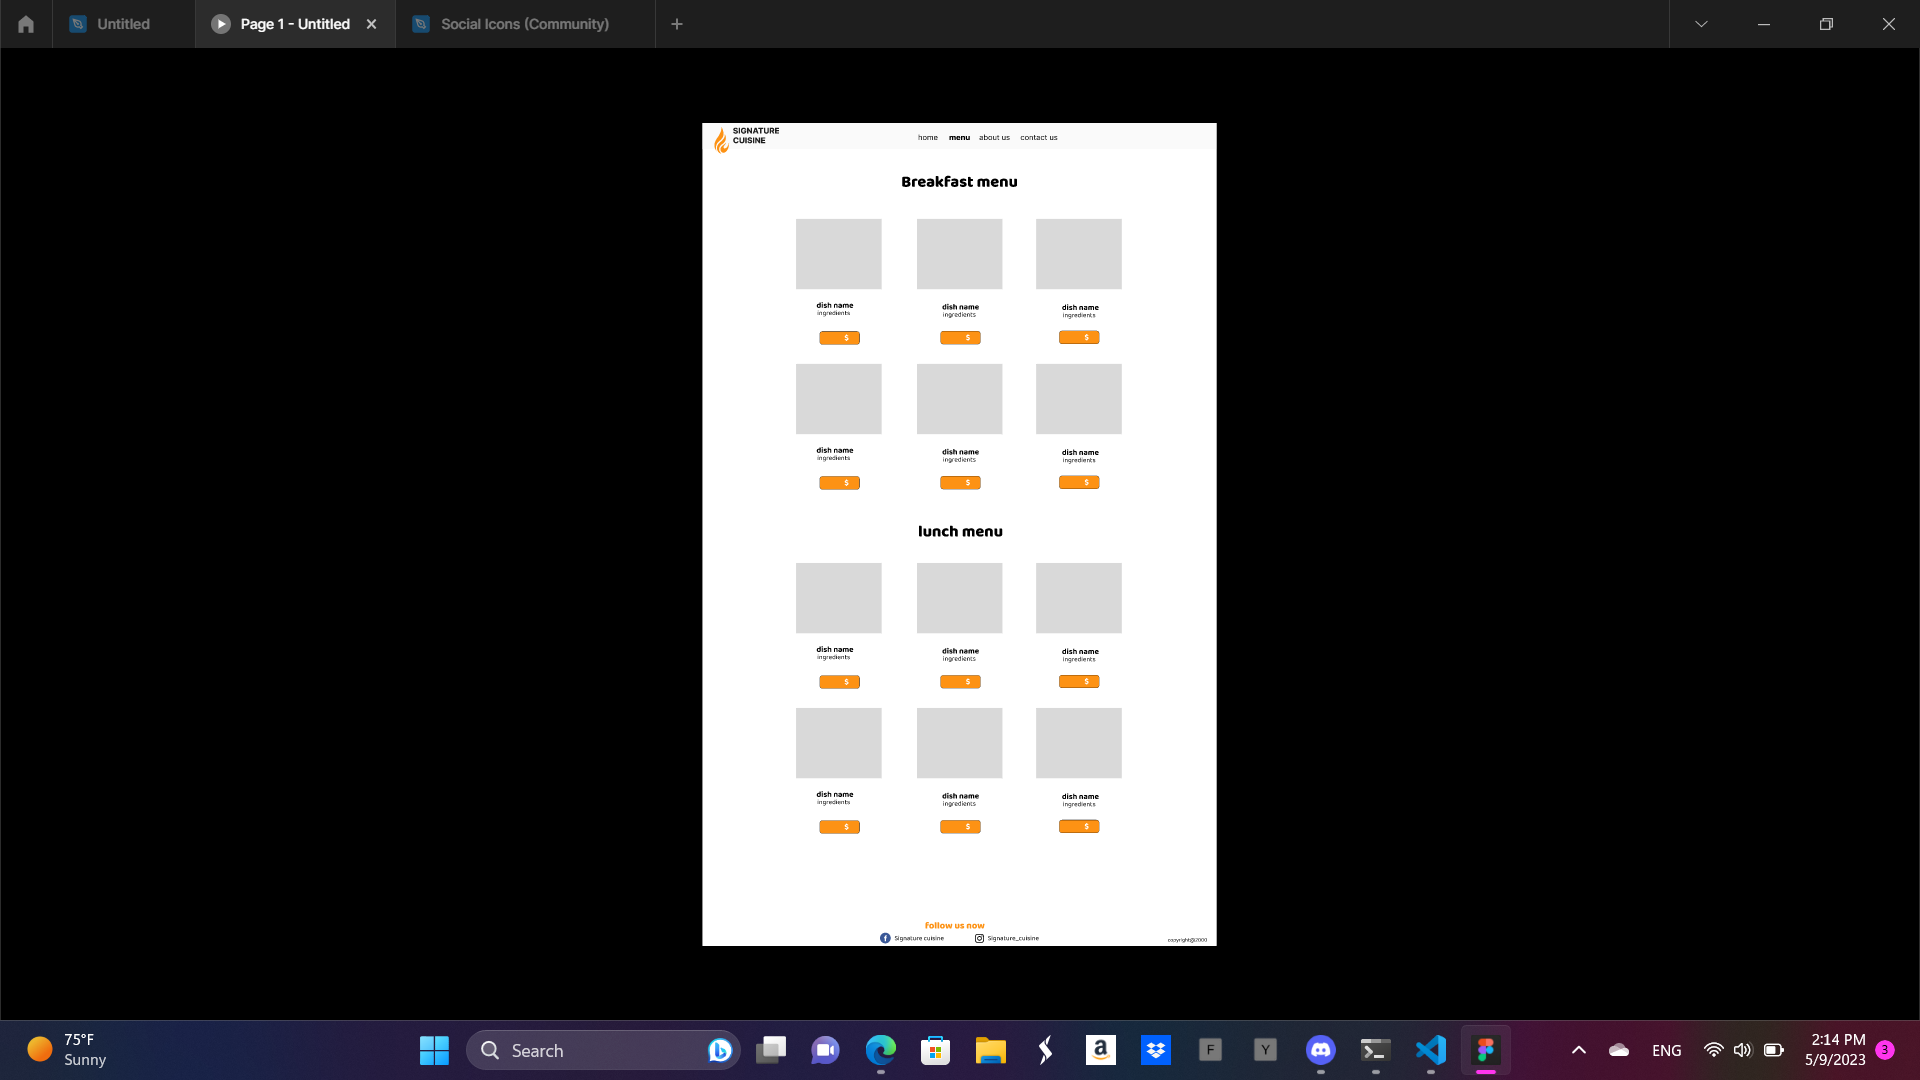 Untitled
Page 1 - Untitled
Social Icons (Community)
SIGNATURE
CUISINE
home menu about us contact us
Breakfast menu
dish name dish name dish name
ingredients ingredients ingredients
$ $ $
dish name dish name dish name
ingredients ingredients ingredients
$ $ $
lunch menu
dish name dish name dish name
ingredients ingredients ingredients
$ $ $
dish name dish name dish name
ingredients ingredients ingredients
$ $ $
Follow us now
f Signature cuisine Signature_cuisine
copyright@2000
75°F
Sunny
Search
b
a
F
Y
ENG
2:14 PM
5/9/2023
3